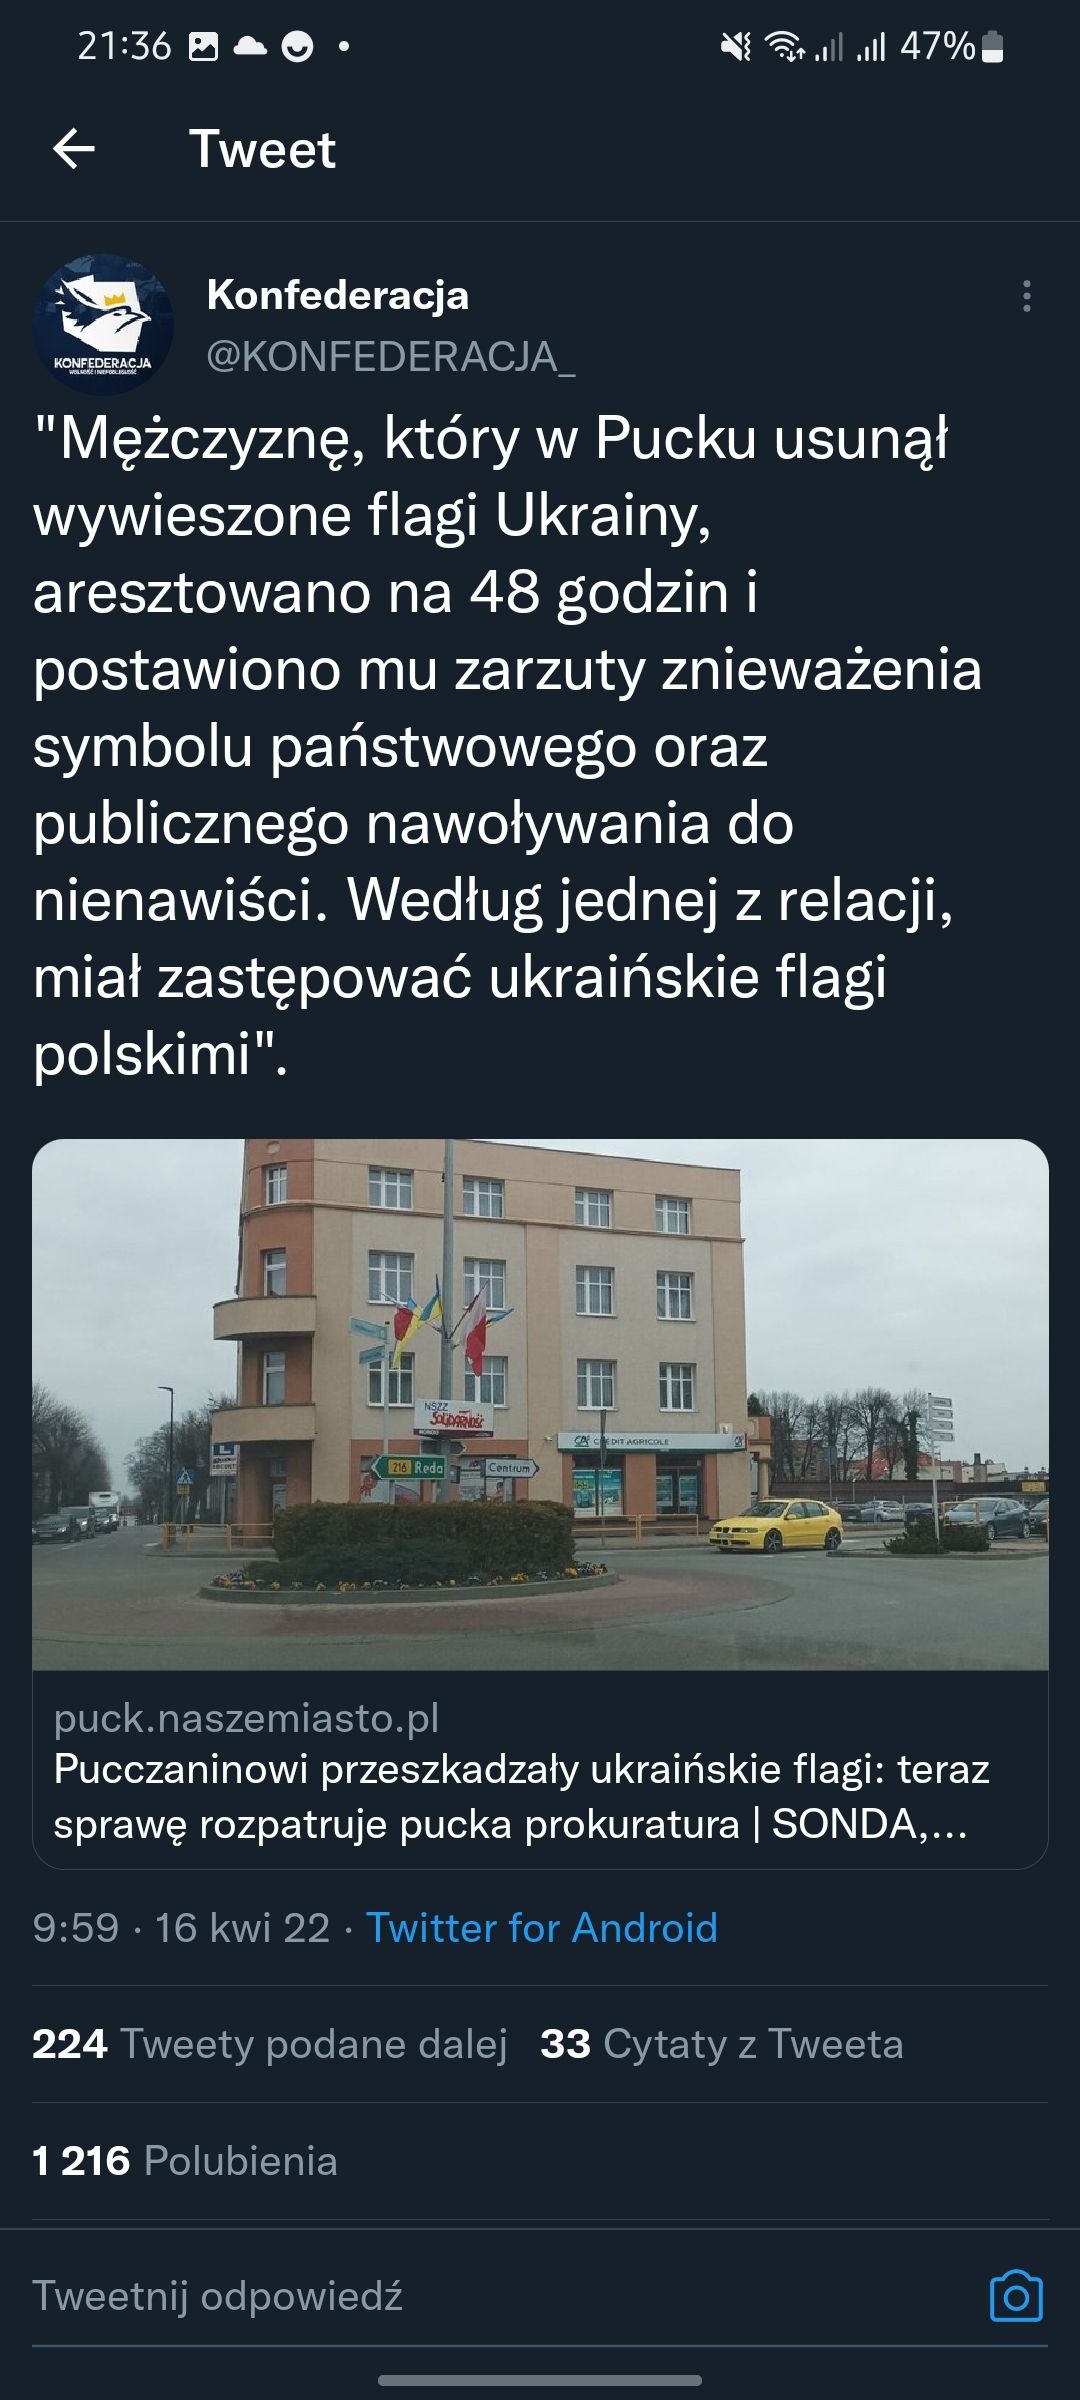 21:36
47%
Tweet
Konfederacja
@KONFEDERACJA_
KONFEDERACJA
WOLNOŚĆ I NIEPODLEGŁOŚĆ
"Mężczyznę, który w Pucku usunął
wywieszone flagi Ukrainy,
aresztowano na 48 godzin i
postawiono mu zarzuty znieważenia
symbolu państwowego oraz
publicznego nawoływania do
nienawiści. Według jednej z relacji,
miał zastępować ukraińskie flagi
polskimi".
NSZZ
SOLIDARNOŚĆ
216 Reda
Centrum
CA CREDIT AGRICOLE
puck.naszemiasto.pl
Pucczaninowi przeszkadzały ukraińskie flagi: teraz
sprawę rozpatruje pucka prokuratura | SONDA,...
9:59 · 16 kwi 22 · Twitter for Android
224 Tweety podane dalej 33 Cytaty z Tweeta
1 216 Polubienia
Tweetnij odpowiedź